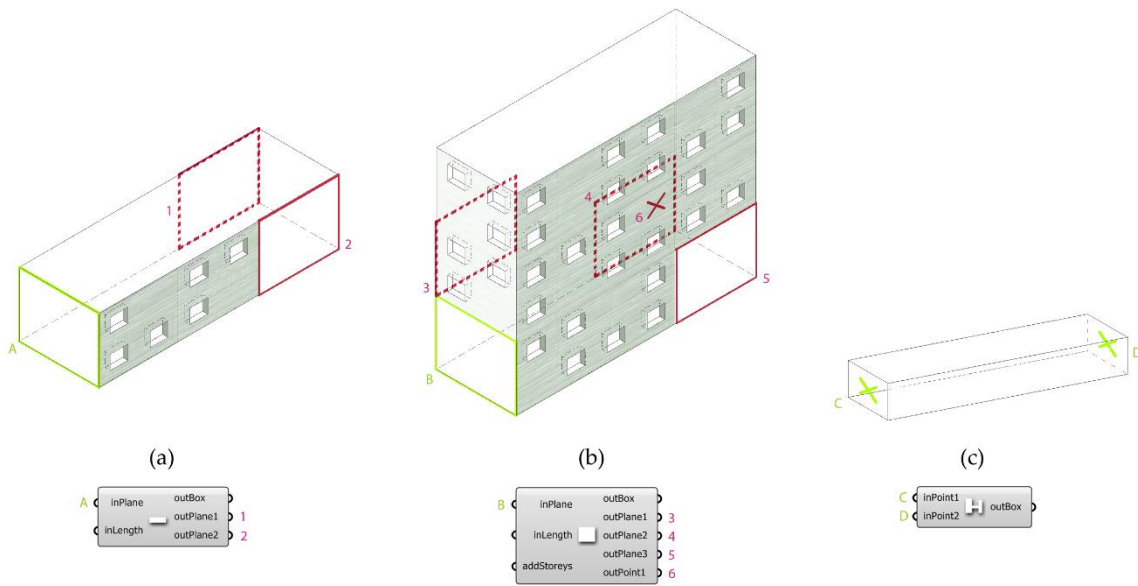 1
2
A
4
6
3
5
B
C
D
(a)
(b)
(c)
A
inPlane
inLength
outBox
outPlane1
outPlane2
1
2
B
inPlane
inLength
addStoreys
outBox
outPlane1
outPlane2
outPlane3
outPoint1
3
4
5
6
C
D
inPoint1
inPoint2
outBox